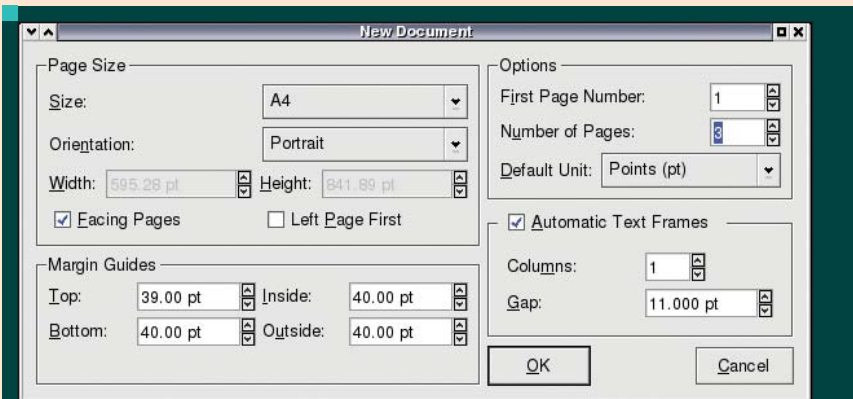 New Document
Page Size
Size: A4
Orientation: Portrait
Width: 595.28 pt Height: 841.89 pt
Facing Pages Left Page First
Margin Guides
Top: 39.00 pt Inside: 40.00 pt
Bottom: 40.00 pt Outside: 40.00 pt
Options
First Page Number: 1
Number of Pages: 3
Default Unit: Points (pt)
Automatic Text Frames
Columns: 1
Gap: 11.000 pt
OK Cancel